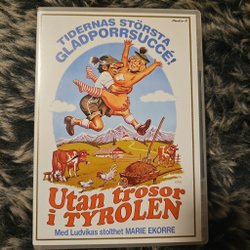 TIDERNAS STÖRSTA
GLADPORRSUCCÉ!
Utan trosor
i TYROLEN
Med Ludvikas stolthet MARIE EKORRE